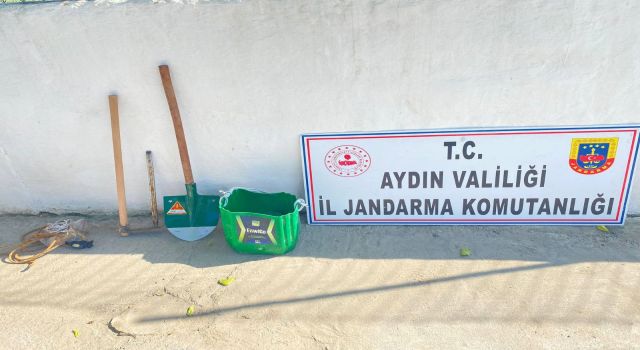 T.C.
AYDIN VALİLİĞİ
İL JANDARMA KOMUTANLIĞI